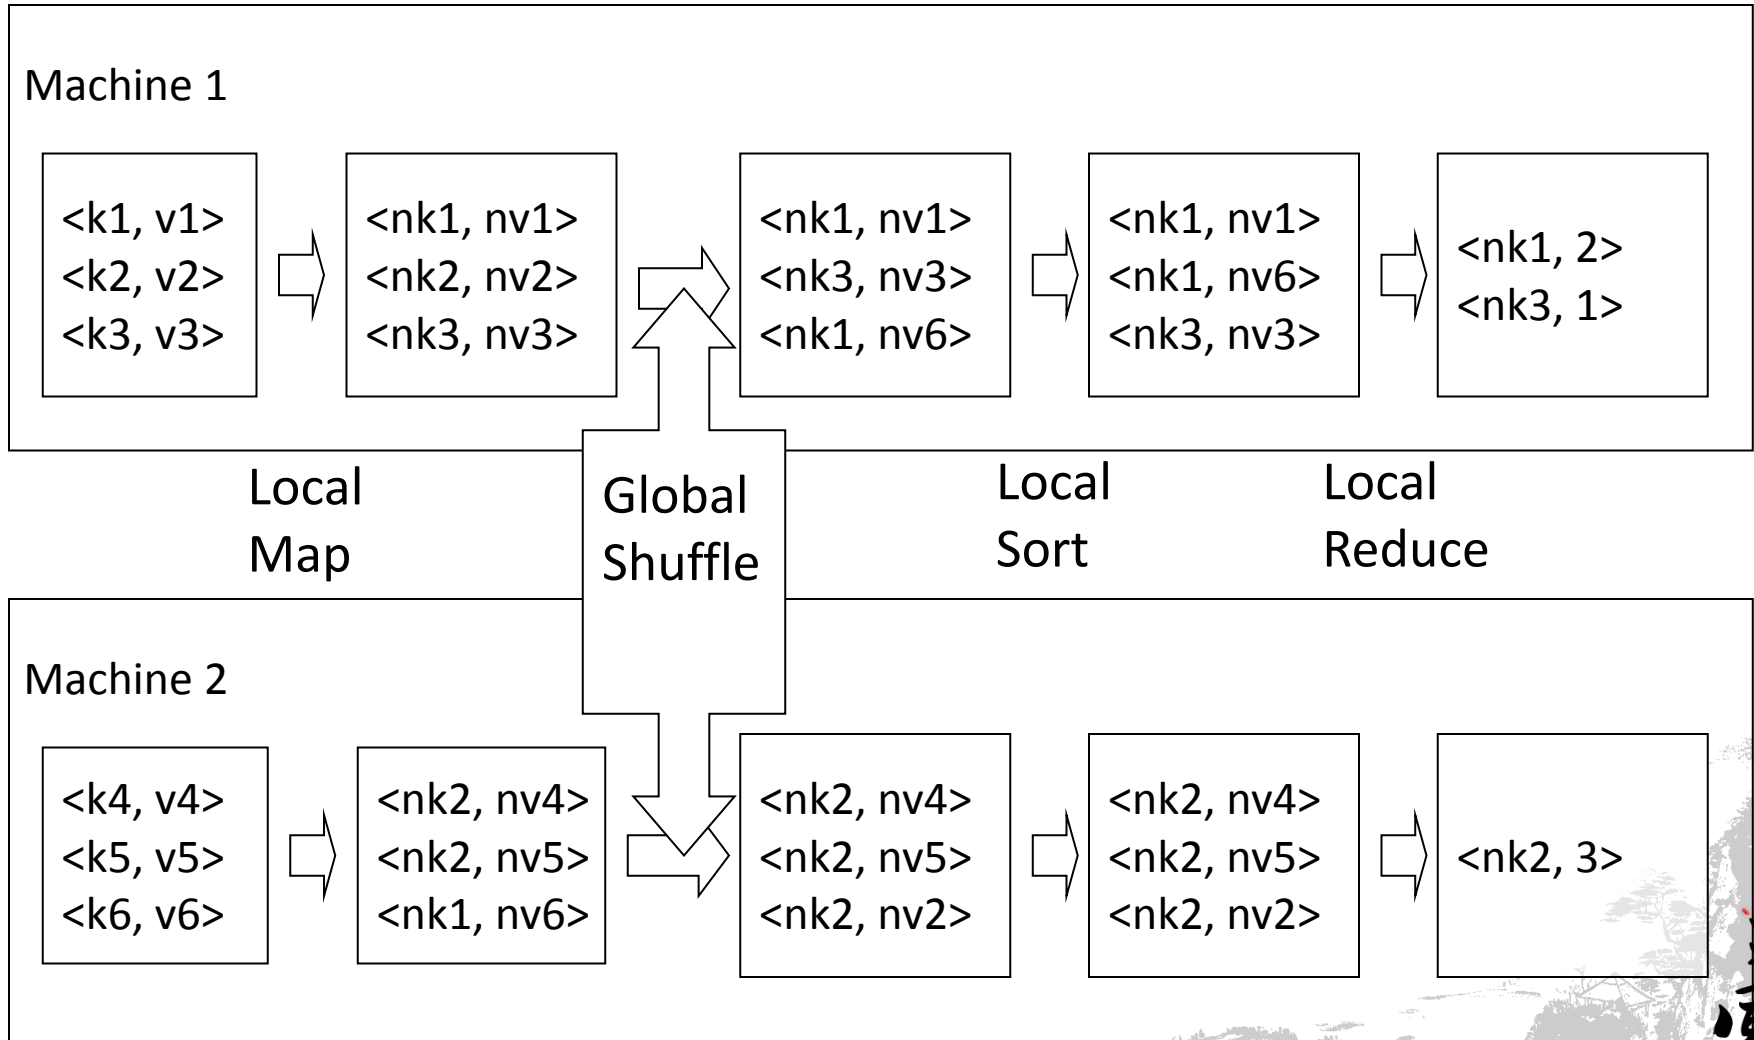 Machine 1
<k1, v1>
<k2, v2>
<k3, v3>
<nk1, nv1>
<nk2, nv2>
<nk3, nv3>
<nk1, nv1>
<nk3, nv3>
<nk1, nv6>
<nk1, nv1>
<nk1, nv6>
<nk3, nv3>
<nk1, 2>
<nk3, 1>
Local
Map
Global
Shuffle
Local
Sort
Local
Reduce
Machine 2
<k4, v4>
<k5, v5>
<k6, v6>
<nk2, nv4>
<nk2, nv5>
<nk1, nv6>
<nk2, nv4>
<nk2, nv5>
<nk2, nv2>
<nk2, nv4>
<nk2, nv5>
<nk2, nv2>
<nk2, 3>